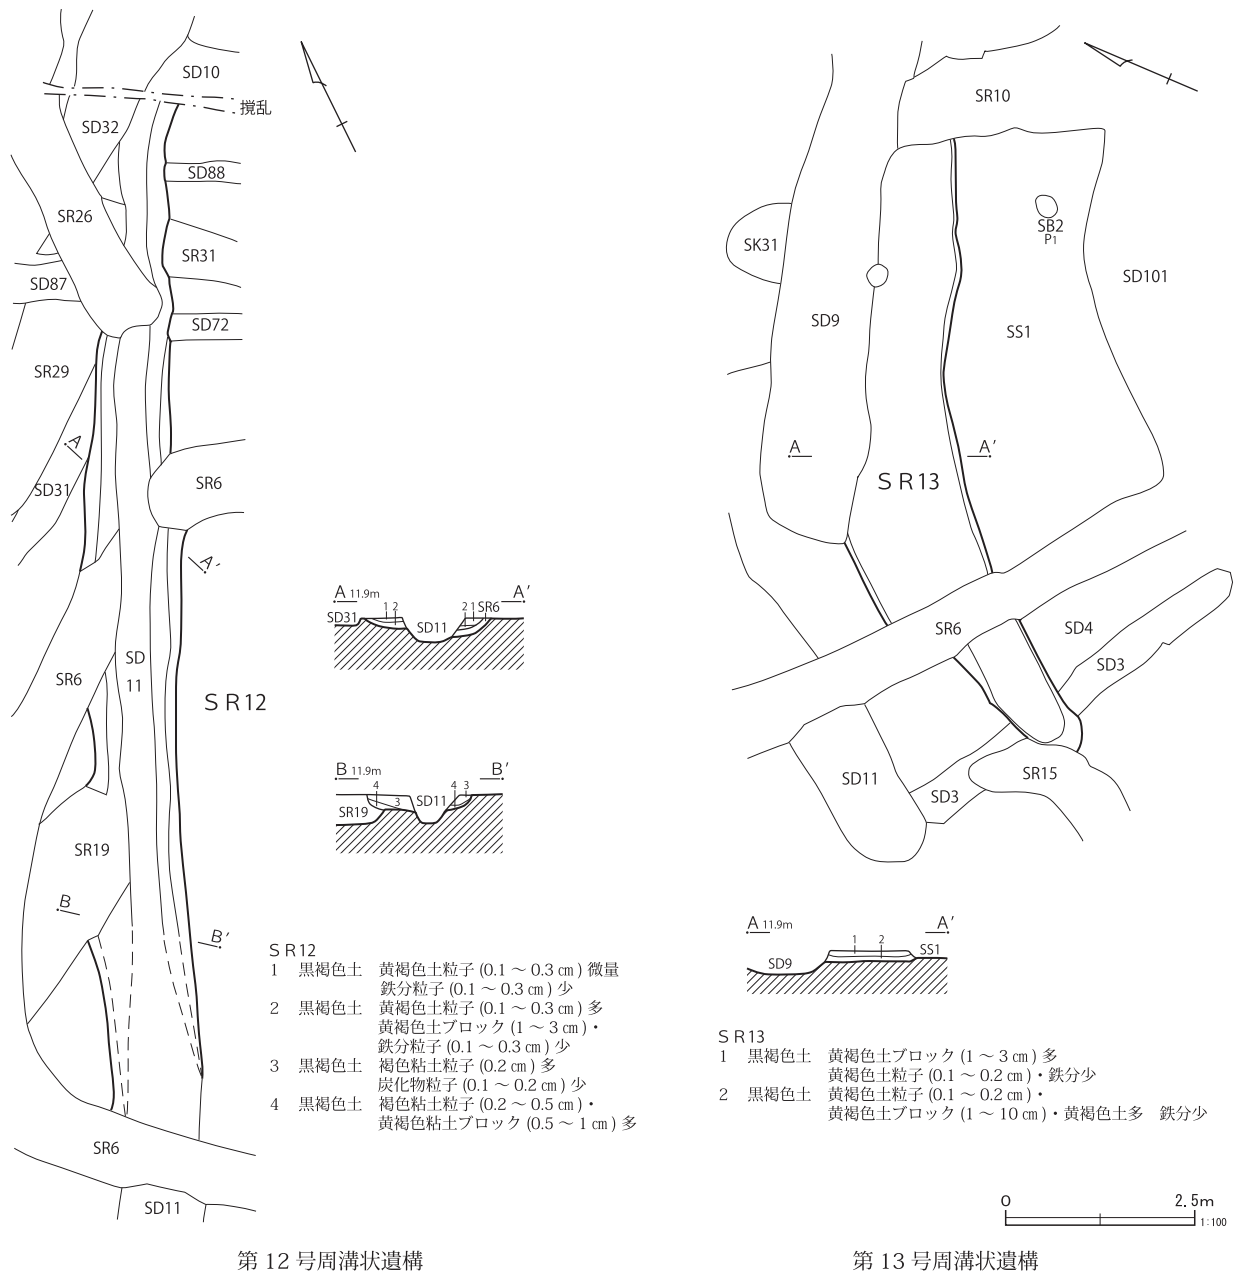 SD10
攪乱
SD32
SD88
SR26
SR31
SD87
SD72
SR29
A
SD31
SR6
A'
SD
11
SR6
SR12
SR19
B
B'
SR6
SD11
A 11.9m A'
1 2 2 1 SR6
SD31 SD11
B 11.9m B'
4 3 SD11 4 3
SR19
SR12
1 黒褐色土 黄褐色土粒子 (0.1 ～ 0.3 ㎝ ) 微量
鉄分粒子 (0.1 ～ 0.3 ㎝ ) 少
2 黒褐色土 黄褐色土粒子 (0.1 ～ 0.3 ㎝ ) 多
黄褐色土ブロック (1 ～ 3 ㎝ )・
鉄分粒子 (0.1 ～ 0.3 ㎝ ) 少
3 黒褐色土 褐色粘土粒子 (0.2 ㎝ ) 多
炭化物粒子 (0.1 ～ 0.2 ㎝ ) 少
4 黒褐色土 褐色粘土粒子 (0.2 ～ 0.5 ㎝ )・
黄褐色粘土ブロック (0.5 ～ 1 ㎝ ) 多
第 12 号周溝状遺構
SR10
SK31
SB2
P1
SD101
SD9
SS1
A
A'
SR13
SR6
SD4
SD3
SD11
SD3
SR15
A 11.9m A'
1 2
SD9 SS1
SR13
1 黒褐色土 黄褐色土ブロック (1 ～ 3 ㎝ ) 多
黄褐色土粒子 (0.1 ～ 0.2 ㎝ )・鉄分少
2 黒褐色土 黄褐色土粒子 (0.1 ～ 0.2 ㎝ )・
黄褐色土ブロック (1 ～ 10 ㎝ )・黄褐色土多 鉄分少
0 2.5m
1:100
第 13 号周溝状遺構